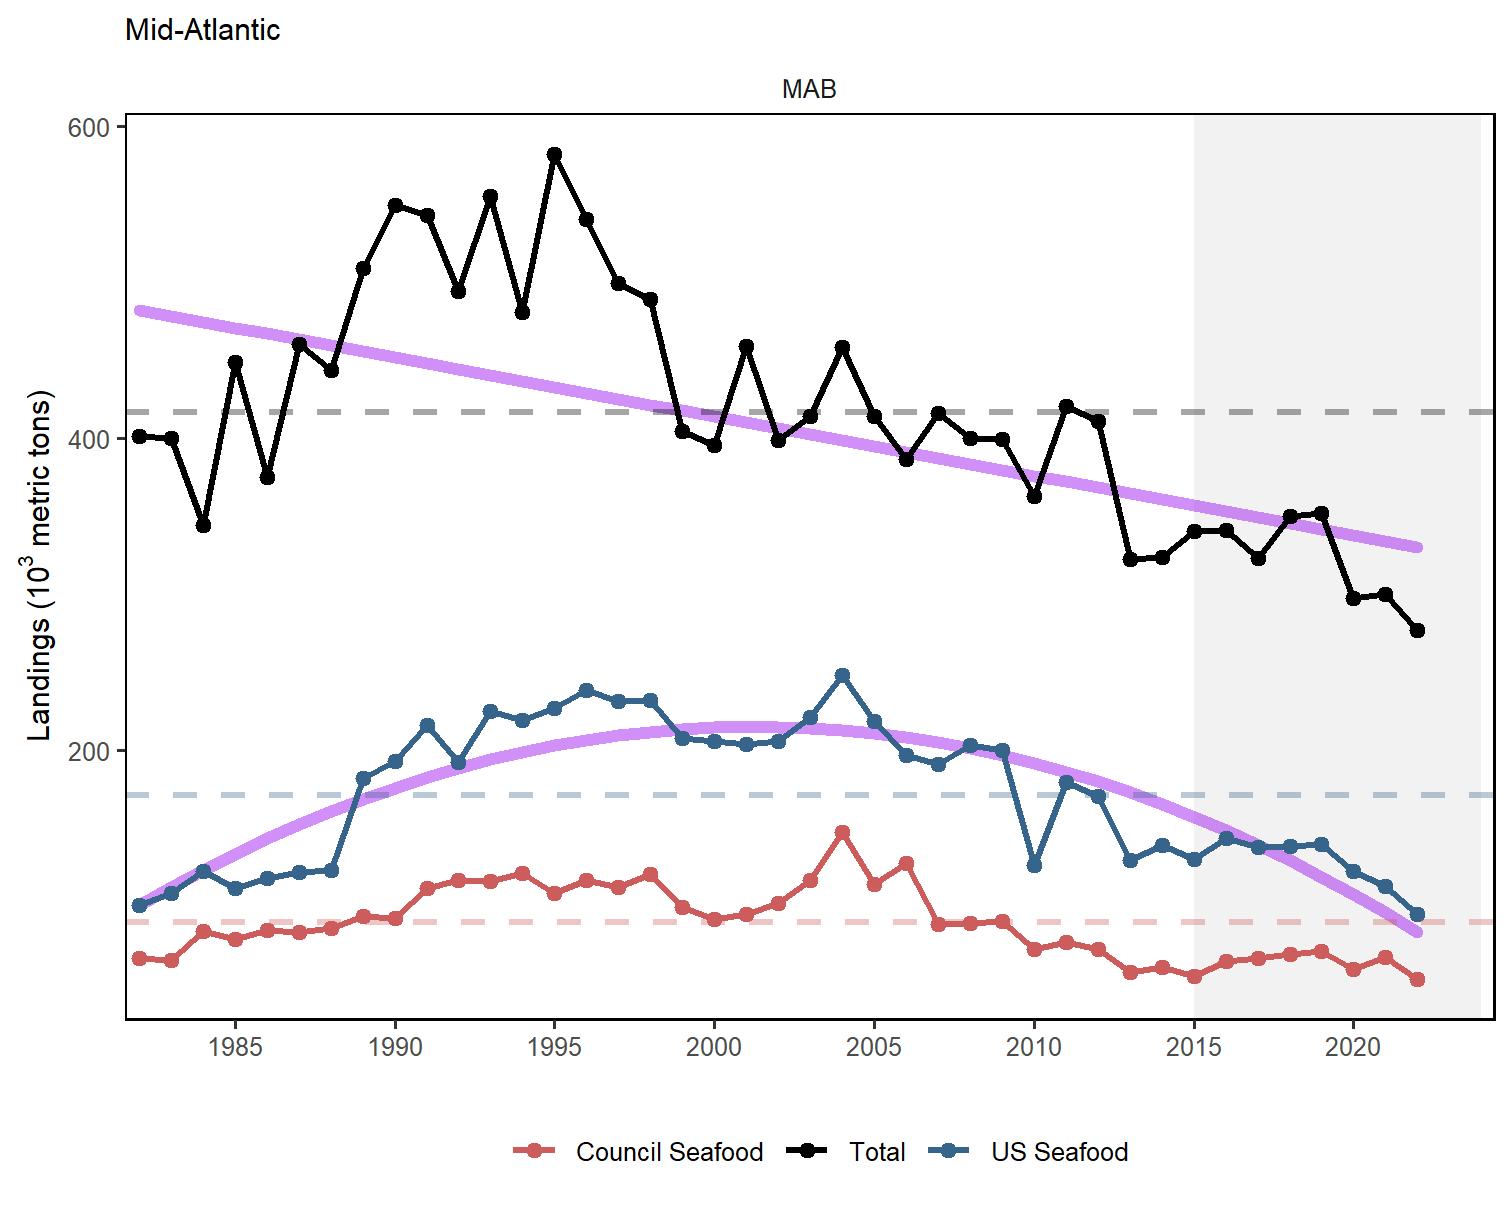 Mid-Atlantic
MAB
Landings (10³ metric tons)
600
400
200
1985 1990 1995 2000 2005 2010 2015 2020
Council Seafood Total US Seafood